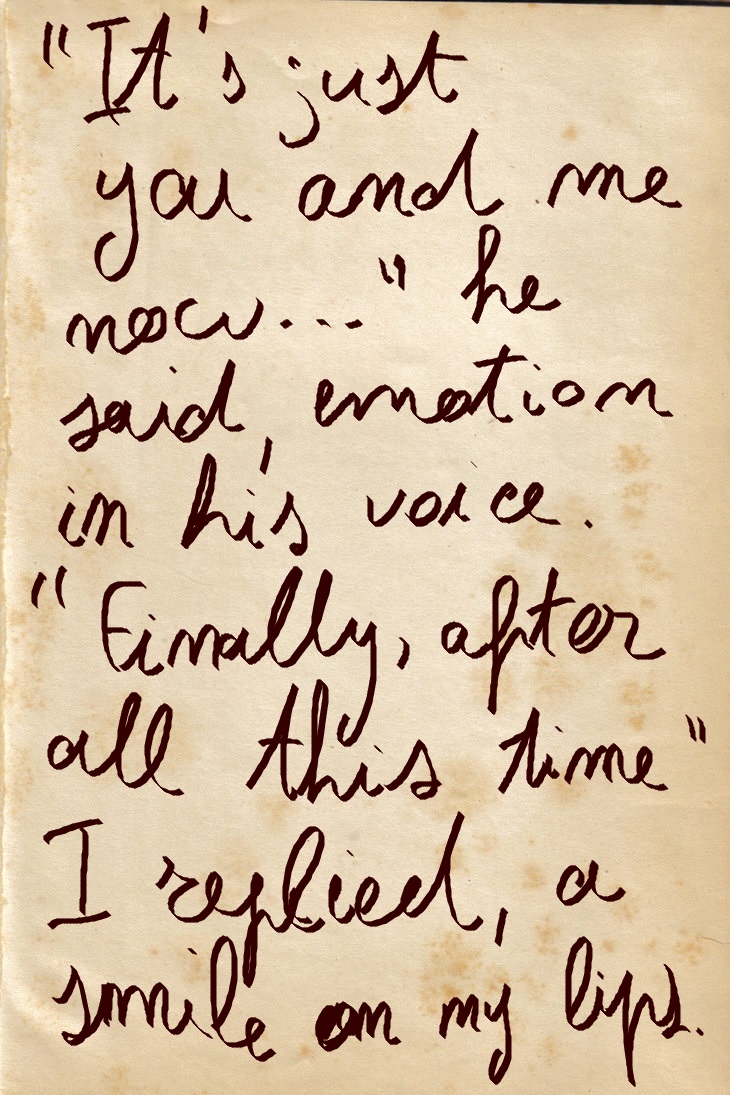 "It's just
you and me
now..." he
said, emotion
in his voice.
"Finally, after
all this time"
I replied, a
smile on my lips.